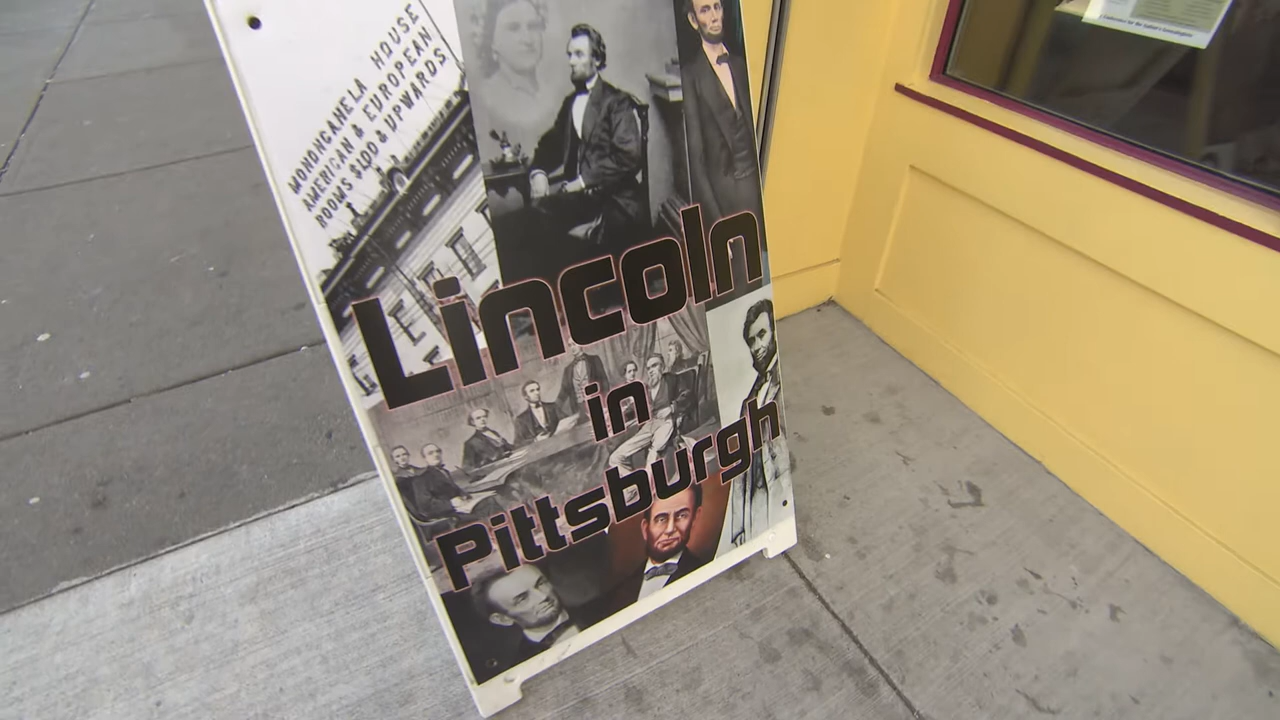 MONONGAHELA HOUSE
AMERICAN & EUROPEAN
ROOMS $1.00 & UPWARDS
Lincoln
in
Pittsburgh